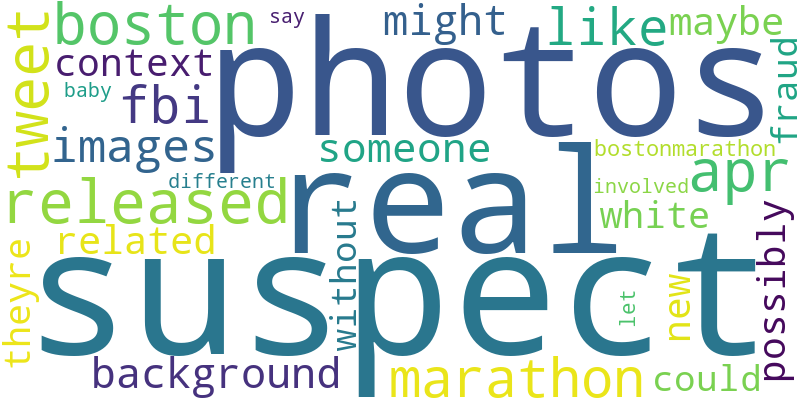 boston
say
might
like
maybe
photos
tweet
context
baby
fbi
images
someone
fraud
bostonmarathon
apr
different
real
involved
released
white
related
without
possibly
theyre
suspect
let
new
background
marathon
could